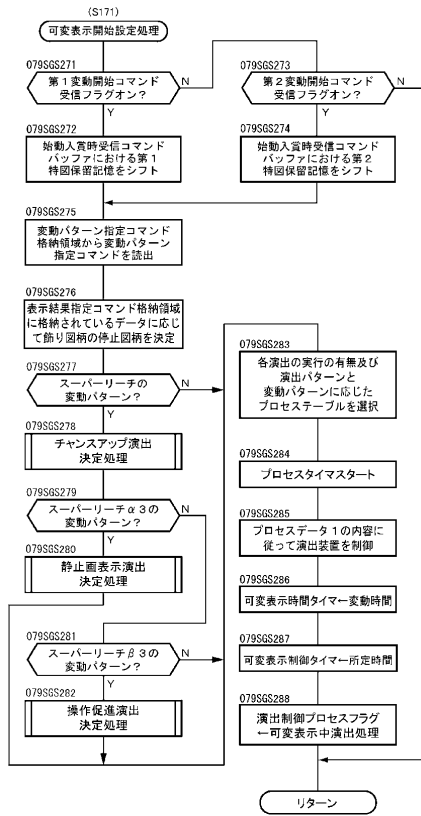 (S171)
可変表示開始設定処理
079SGS271
第１変動開始コマンド
受信フラグオン？
N
Y
079SGS273
第２変動開始コマンド
受信フラグオン？
N
Y
079SGS272
始動入賞時受信コマンド
バッファにおける第１
特図保留記憶をシフト
079SGS274
始動入賞時受信コマンド
バッファにおける第２
特図保留記憶をシフト
079SGS275
変動パターン指定コマンド
格納領域から変動パターン
指定コマンドを読出
079SGS276
表示結果指定コマンド格納領域
に格納されているデータに応じ
て飾り図柄の停止図柄を決定
079SGS277
スーパーリーチの
変動パターン？
N
Y
079SGS278
チャンスアップ演出
決定処理
079SGS279
スーパーリーチα３の
変動パターン？
N
Y
079SGS280
静止画表示演出
決定処理
079SGS281
スーパーリーチβ３の
変動パターン？
N
Y
079SGS282
操作促進演出
決定処理
079SGS283
各演出の実行の有無及び
演出パターンと
変動パターンに応じた
プロセステーブルを選択
079SGS284
プロセスタイマスタート
079SGS285
プロセスデータ１の内容に
従って演出装置を制御
079SGS286
可変表示時間タイマ←変動時間
079SGS287
可変表示制御タイマ←所定時間
079SGS288
演出制御プロセスフラグ
←可変表示中演出処理
リターン